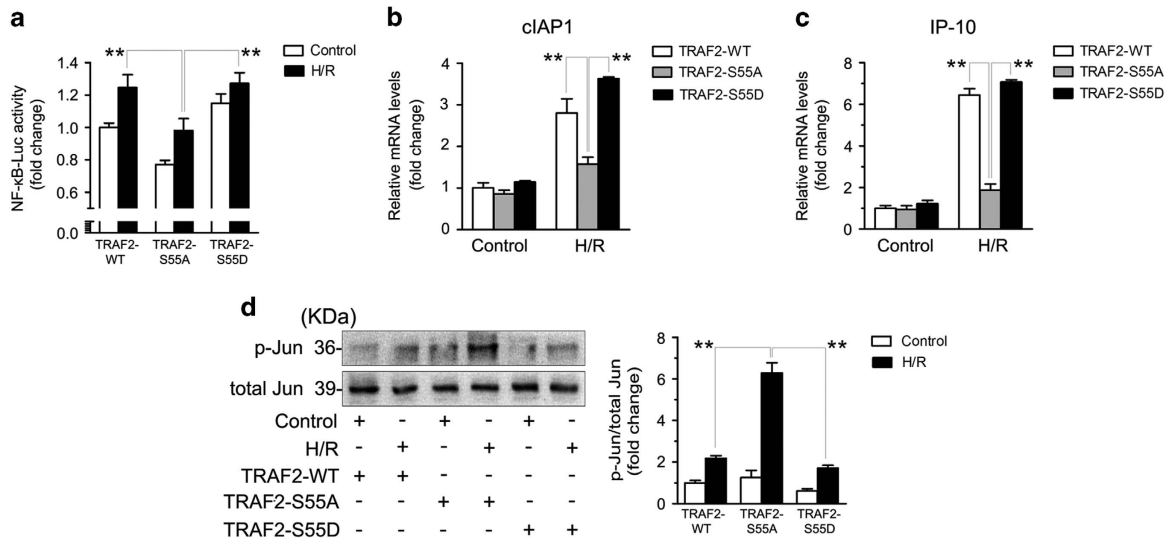 a
** **
Control
H/R
NF-κB-Luc activity
(fold change)
1.4
1.2
1.0
0.8
0.6
0.0
TRAF2-WT
TRAF2-S55A
TRAF2-S55D
b
cIAP1
** **
TRAF2-WT
TRAF2-S55A
TRAF2-S55D
Relative mRNA levels
(fold change)
4
3
2
1
0
Control H/R
c
IP-10
** **
TRAF2-WT
TRAF2-S55A
TRAF2-S55D
Relative mRNA levels
(fold change)
8
6
4
2
0
Control H/R
d
(KDa)
p-Jun 36-
total Jun 39-
Control + - + - + -
H/R - + - + - +
TRAF2-WT + + - - - -
TRAF2-S55A - - + + - -
TRAF2-S55D - - - - + +
** **
Control
H/R
p-Jun/total Jun
(fold change)
8
6
4
2
0
TRAF2-WT
TRAF2-S55A
TRAF2-S55D